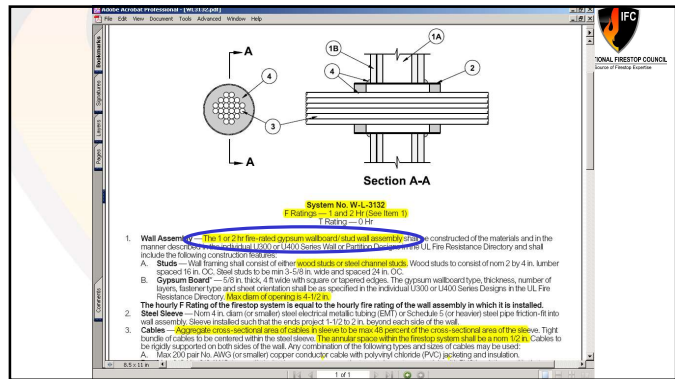 Adobe Acrobat Professional - [WL3132.pdf]
File Edit View Document Tools Advanced Window Help
IFC
IONAL FIRESTOP COUNCIL
Source of Firestop Expertise
Bookmarks
Signatures
Layers
Pages
Comments
A
4
3
A
1B
1A
4
2
Section A-A
System No. W-L-3132
F Ratings — 1 and 2 Hr (See Item 1)
T Rating — 0 Hr
1. Wall Assembly — The 1 or 2 hr fire-rated gypsum wallboard/ stud wall assembly shall be constructed of the materials and in the
manner described in the individual U300 or U400 Series Wall or Partition Designs in the UL Fire Resistance Directory and shall
include the following construction features:
A. Studs — Wall framing shall consist of either wood studs or steel channel studs. Wood studs to consist of nom 2 by 4 in. lumber
spaced 16 in. OC. Steel studs to be min 3-5/8 in. wide and spaced 24 in. OC.
B. Gypsum Board* — 5/8 in. thick, 4 ft wide with square or tapered edges. The gypsum wallboard type, thickness, number of
layers, fastener type and sheet orientation shall be as specified in the individual U300 or U400 Series Designs in the UL Fire
Resistance Directory. Max diam of opening is 4-1/2 in.
The hourly F Rating of the firestop system is equal to the hourly fire rating of the wall assembly in which it is installed.
2. Steel Sleeve — Nom 4 in. diam (or smaller) steel electrical metallic tubing (EMT) or Schedule 5 (or heavier) steel pipe friction-fit into
wall assembly. Sleeve installed such that the ends project 1-1/2 to 2 in. beyond each side of the wall.
3. Cables — Aggregate cross-sectional area of cables in sleeve to be max 48 percent of the cross-sectional area of the sleeve. Tight
bundle of cables to be centered within the steel sleeve. The annular space within the firestop system shall be nom 1/2 in. Cables to
be rigidly supported on both sides of the wall. Any combination of the following types and sizes of cables may be used:
A. Max 200 pair No. AWG (or smaller) copper conductor cable with polyvinyl chloride (PVC) jacketing and insulation.
8.5 x 11 in
1 of 1